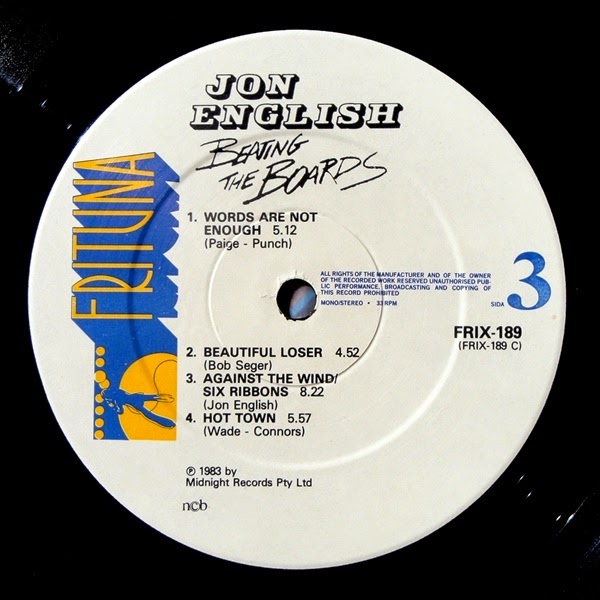 JON
ENGLISH
BEATING
THE BOARDS
FRITUNA
1. WORDS ARE NOT
ENOUGH 5.12
(Paige - Punch)
ALL RIGHTS OF THE MANUFACTURER AND OF THE OWNER
OF THE RECORDED WORK RESERVED UNAUTHORISED PUB-
LIC PERFORMANCE, BROADCASTING AND COPYING OF
THIS RECORD PROHIBITED
MONO/STEREO • 33 RPM
SIDA 3
FRIX-189
(FRIX-189 C)
2. BEAUTIFUL LOSER 4.52
(Bob Seger)
3. AGAINST THE WIND/
SIX RIBBONS 8.22
(Jon English)
4. HOT TOWN 5.57
(Wade - Connors)
℗ 1983 by
Midnight Records Pty Ltd
ncb